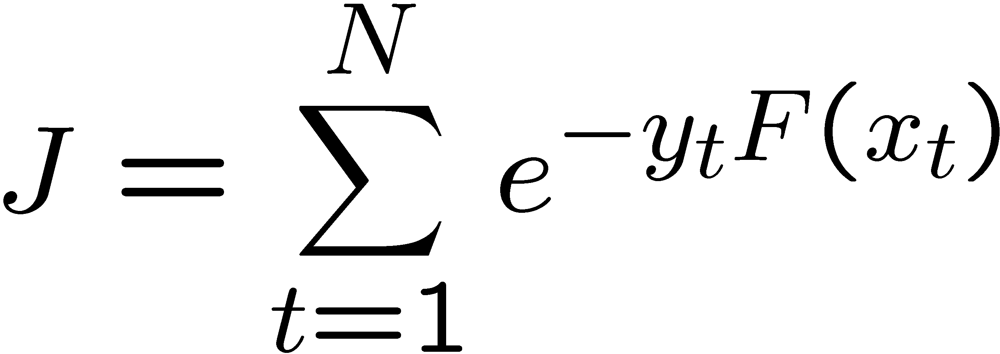 J = \sum_{t=1}^{N} e^{-y_t F(x_t)}